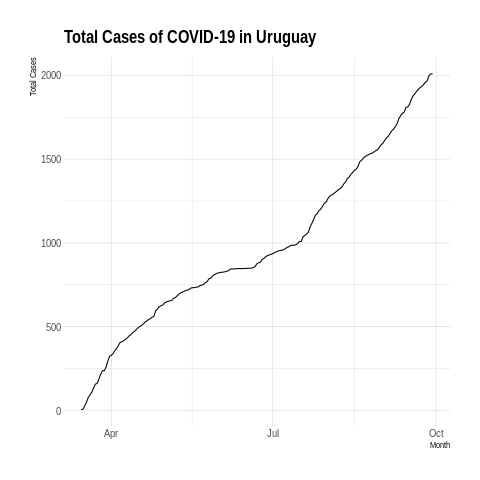 Total Cases of COVID-19 in Uruguay
Total Cases
2000
1500
1000
500
0
Apr Jul Oct
Month